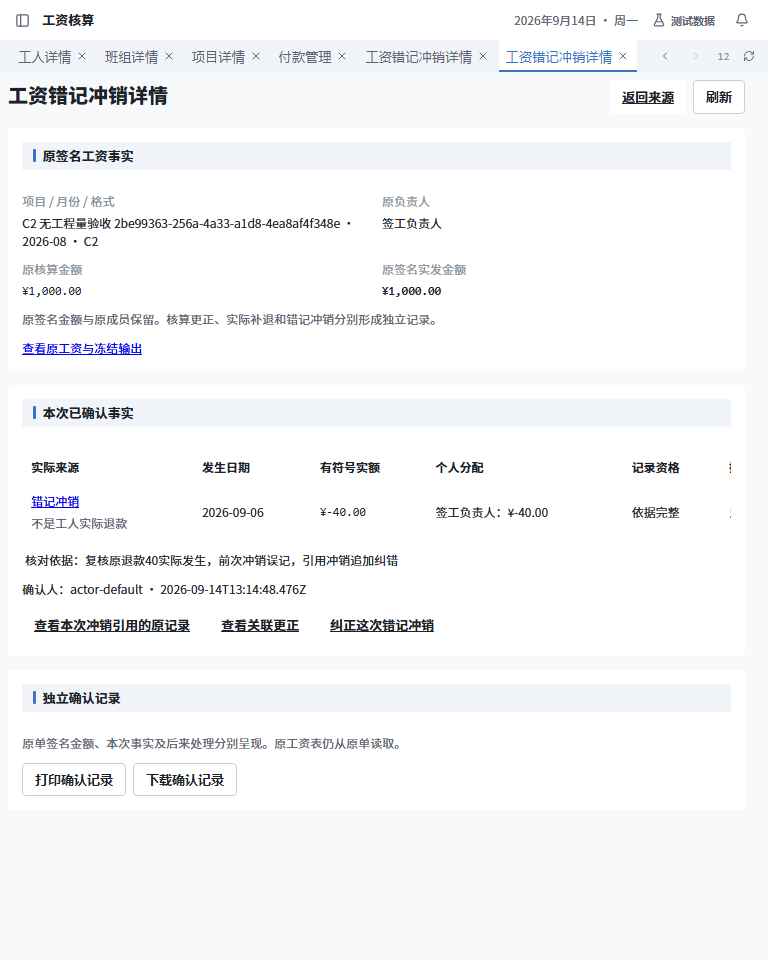 工资核算
2026年9月14日 • 周一 测试数据
工人详情 班组详情 项目详情 付款管理 工资错记冲销详情 工资错记冲销详情 12
工资错记冲销详情
返回来源 刷新
原签名工资事实
项目 / 月份 / 格式 原负责人
C2 无工程量验收 2be99363-256a-4a33-a1d8-4ea8af4f348e • 签工负责人
2026-08 • C2
原核算金额 原签名实发金额
¥1,000.00 ¥1,000.00
原签名金额与原成员保留。核算更正、实际补退和错记冲销分别形成独立记录。
查看原工资与冻结输出
本次已确认事实
实际来源 发生日期 有符号实额 个人分配 记录资格
错记冲销
不是工人实际退款 2026-09-06 ¥-40.00 签工负责人：¥-40.00 依据完整
核对依据：复核原退款40实际发生，前次冲销误记，引用冲销追加纠错
确认人：actor-default • 2026-09-14T13:14:48.476Z
查看本次冲销引用的原记录 查看关联更正 纠正这次错记冲销
独立确认记录
原单签名金额、本次事实及后来处理分别呈现。原工资表仍从原单读取。
打印确认记录 下载确认记录